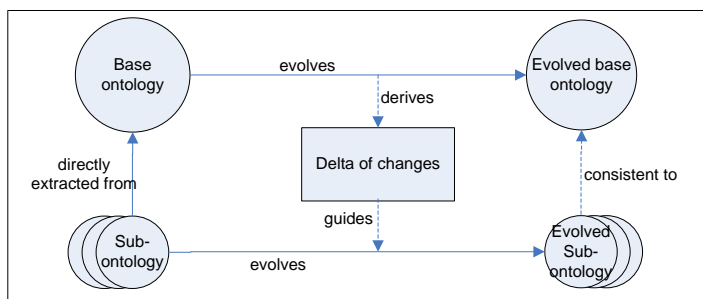 Base
ontology
evolves
Evolved base
ontology
derives
Delta of changes
directly
extracted from
consistent to
guides
Sub-
ontology
evolves
Evolved
Sub-
ontology